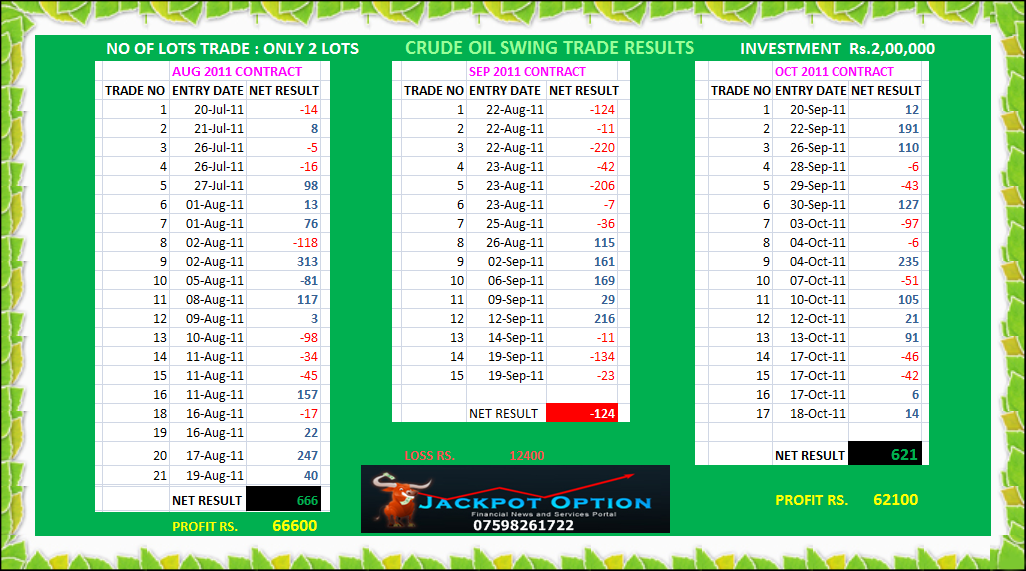 NO OF LOTS TRADE : ONLY 2 LOTS
CRUDE OIL SWING TRADE RESULTS
INVESTMENT Rs.2,00,000
AUG 2011 CONTRACT
TRADE NO ENTRY DATE NET RESULT
1 20-Jul-11 -14
2 21-Jul-11 8
3 26-Jul-11 -5
4 26-Jul-11 -16
5 27-Jul-11 98
6 01-Aug-11 13
7 01-Aug-11 76
8 02-Aug-11 -118
9 02-Aug-11 313
10 05-Aug-11 -81
11 08-Aug-11 117
12 09-Aug-11 3
13 10-Aug-11 -98
14 11-Aug-11 -34
15 11-Aug-11 -45
16 11-Aug-11 157
18 16-Aug-11 -17
19 16-Aug-11 22
20 17-Aug-11 247
21 19-Aug-11 40
NET RESULT 666
PROFIT RS. 66600
SEP 2011 CONTRACT
TRADE NO ENTRY DATE NET RESULT
1 22-Aug-11 -124
2 22-Aug-11 -11
3 22-Aug-11 -220
4 23-Aug-11 -42
5 23-Aug-11 -206
6 23-Aug-11 -7
7 25-Aug-11 -36
8 26-Aug-11 115
9 02-Sep-11 161
10 06-Sep-11 169
11 09-Sep-11 29
12 12-Sep-11 216
13 14-Sep-11 -11
14 19-Sep-11 -134
15 19-Sep-11 -23
NET RESULT -124
LOSS RS. 12400
JACKPOT OPTION
Financial News and Services Portal
07598261722
OCT 2011 CONTRACT
TRADE NO ENTRY DATE NET RESULT
1 20-Sep-11 12
2 22-Sep-11 191
3 26-Sep-11 110
4 28-Sep-11 -6
5 29-Sep-11 -43
6 30-Sep-11 127
7 03-Oct-11 -97
8 04-Oct-11 -6
9 04-Oct-11 235
10 07-Oct-11 -51
11 10-Oct-11 105
12 12-Oct-11 21
13 13-Oct-11 91
14 17-Oct-11 -46
15 17-Oct-11 -42
16 17-Oct-11 6
17 18-Oct-11 14
NET RESULT 621
PROFIT RS. 62100